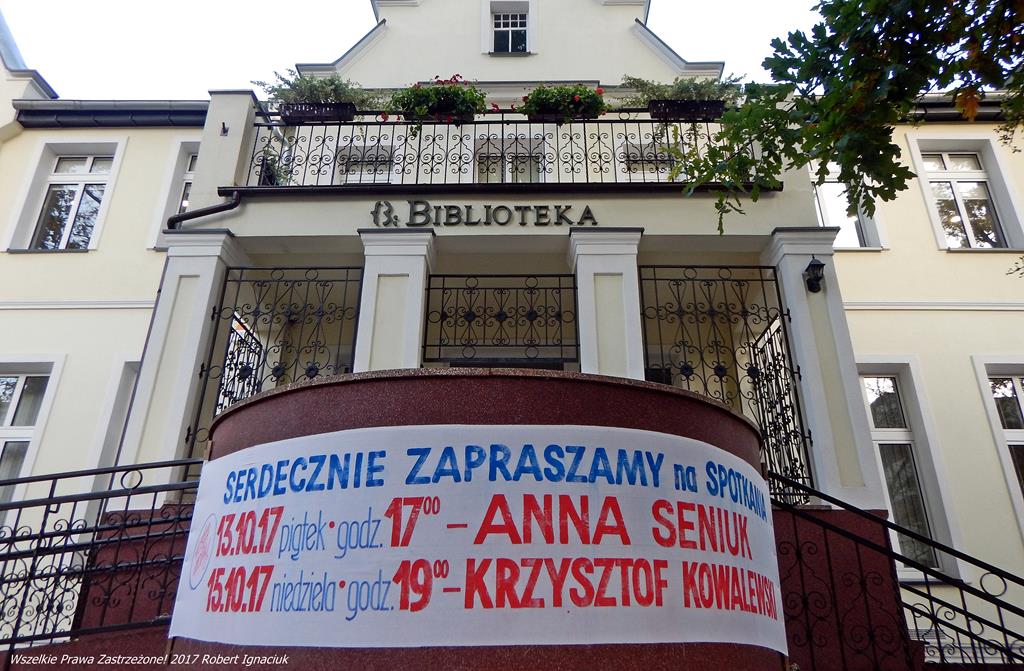 BIBLIOTEKA
SERDECZNIE ZAPRASZAMY na SPOTKANIA
13.10.17 piątek · godz. 17⁰⁰ - ANNA SENIUK
15.10.17 niedziela · godz. 19⁰⁰ - KRZYSZTOF KOWALEWSKI
Wszelkie Prawa Zastrzeżone! 2017 Robert Ignaciuk